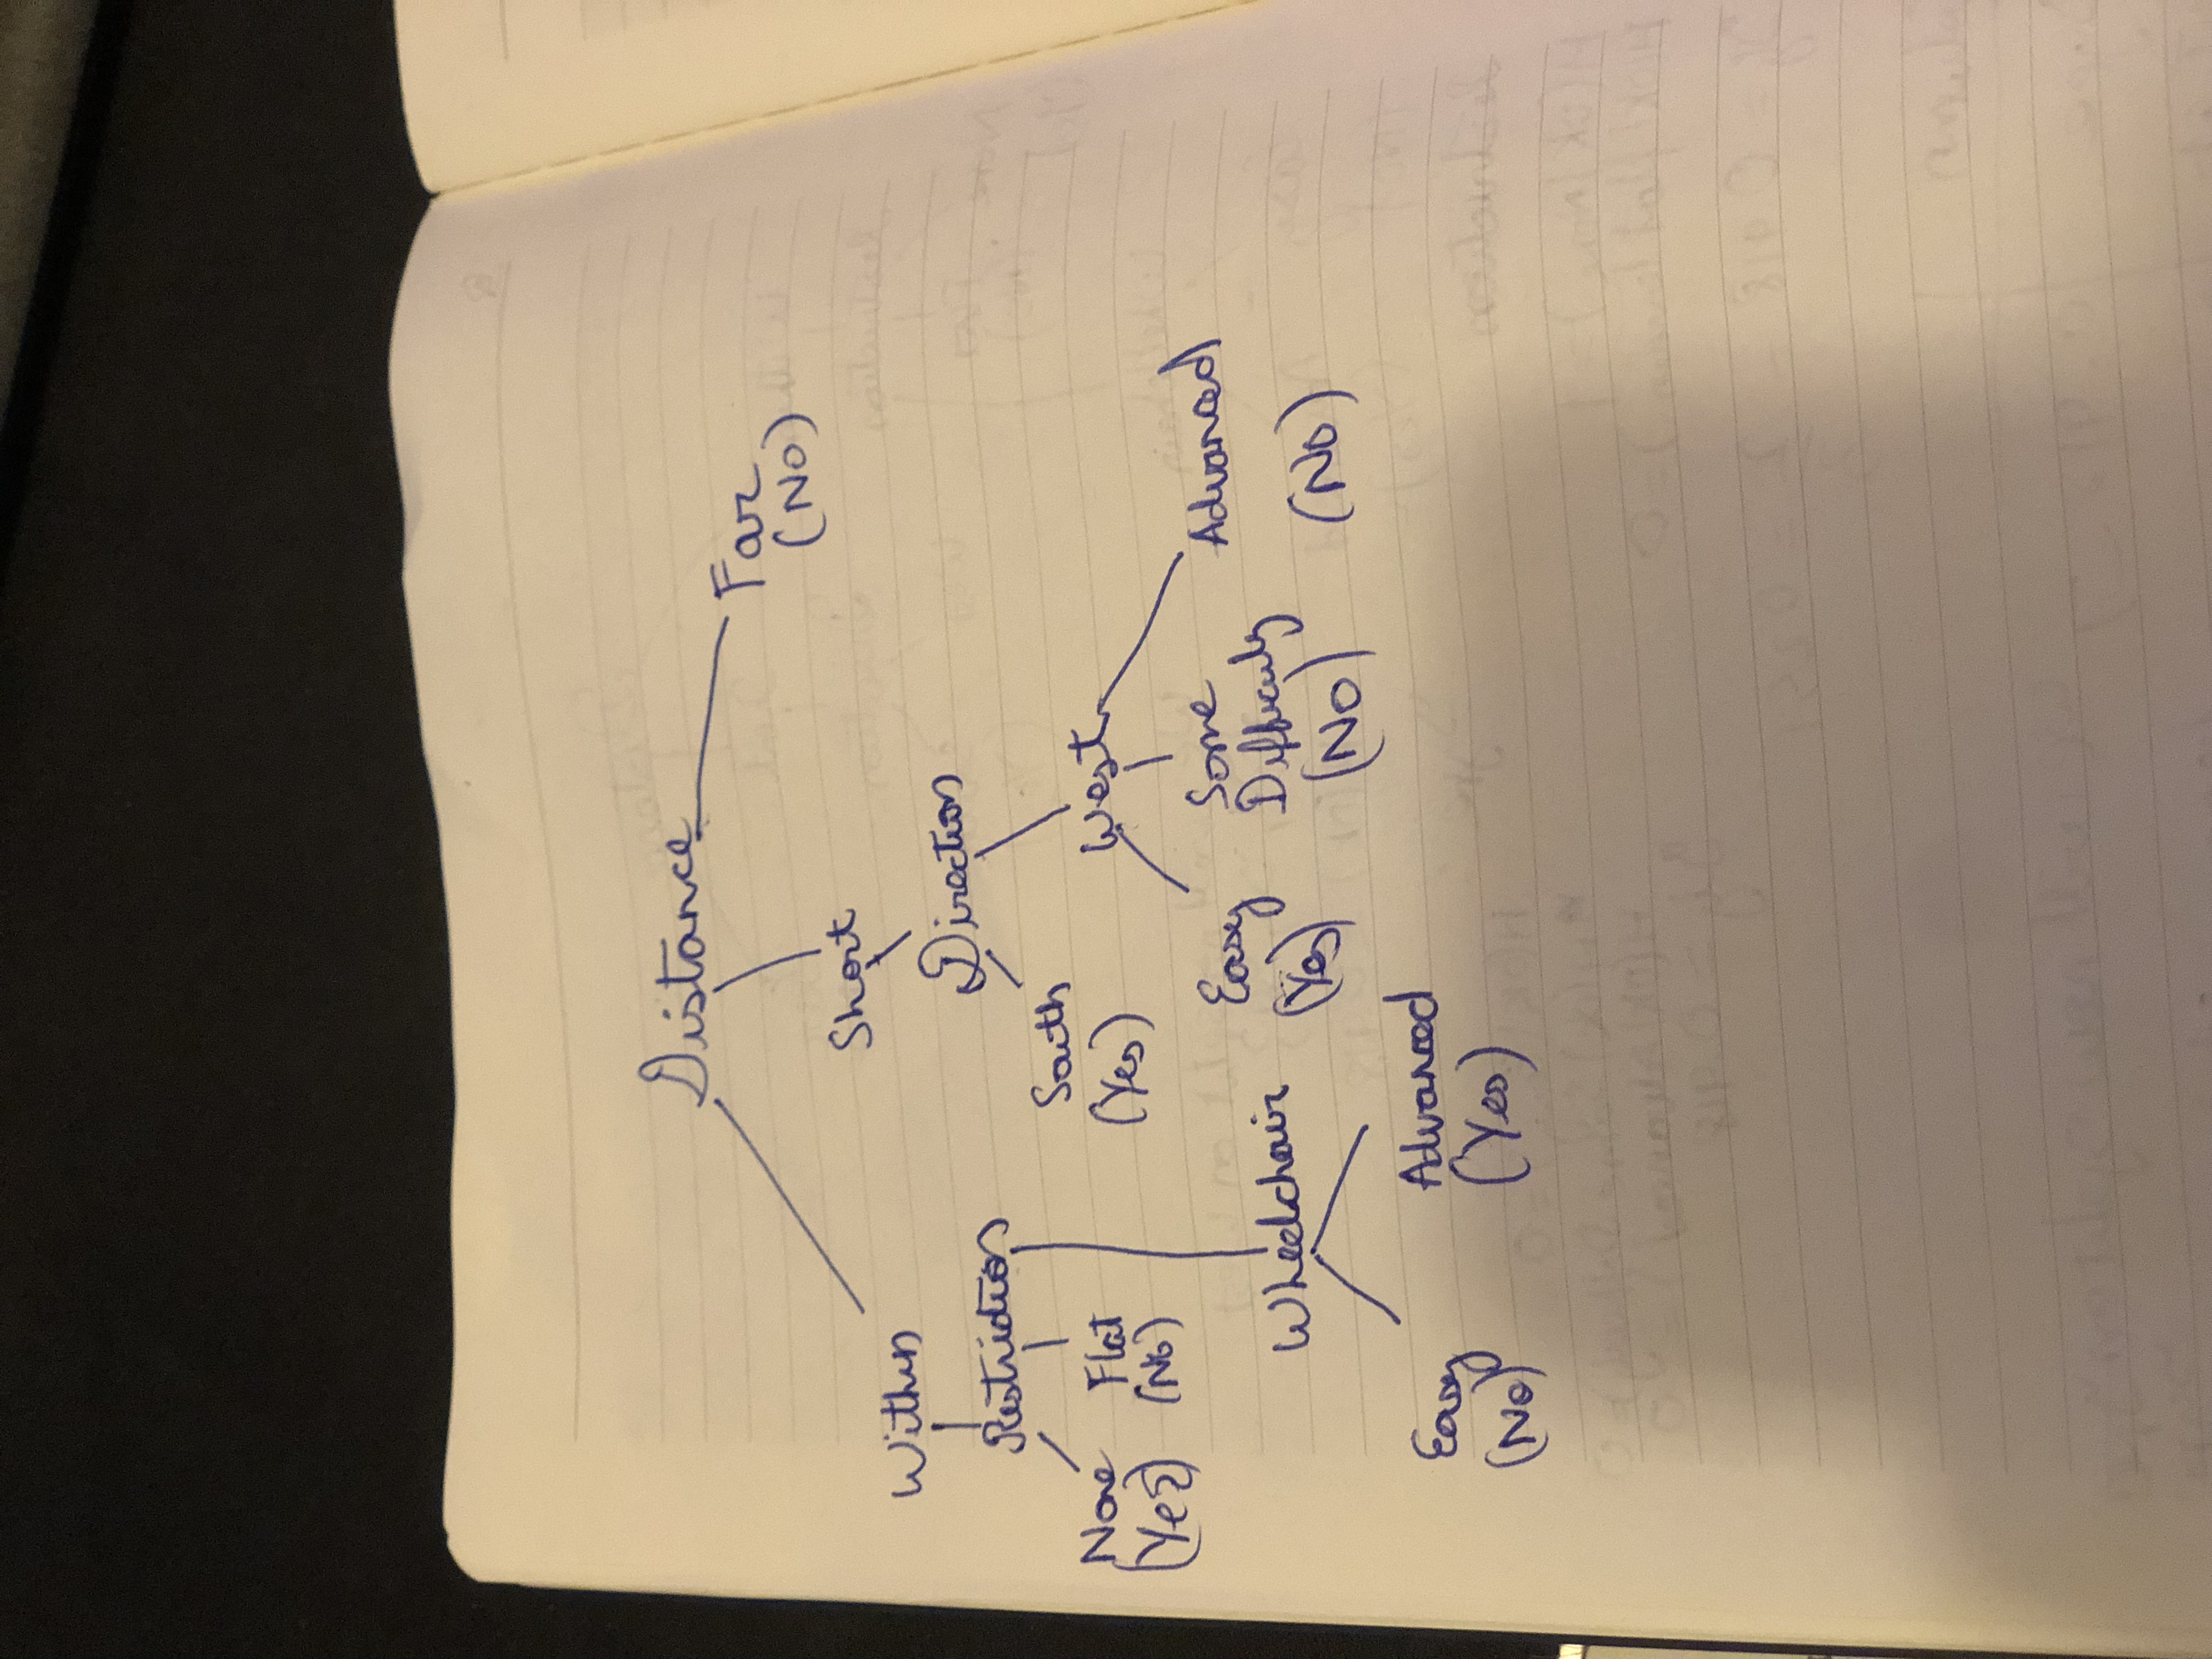 Distance
Far
(No)
Short
Within
Direction
Restriction
South
(Yes)
West
None
(Yes)
Flat
(No)
Easy
(Yes)
Some
Difficulty
(NO)
Advanced
(No)
Wheelchair
Easy
(No)
Advanced
(Yes)